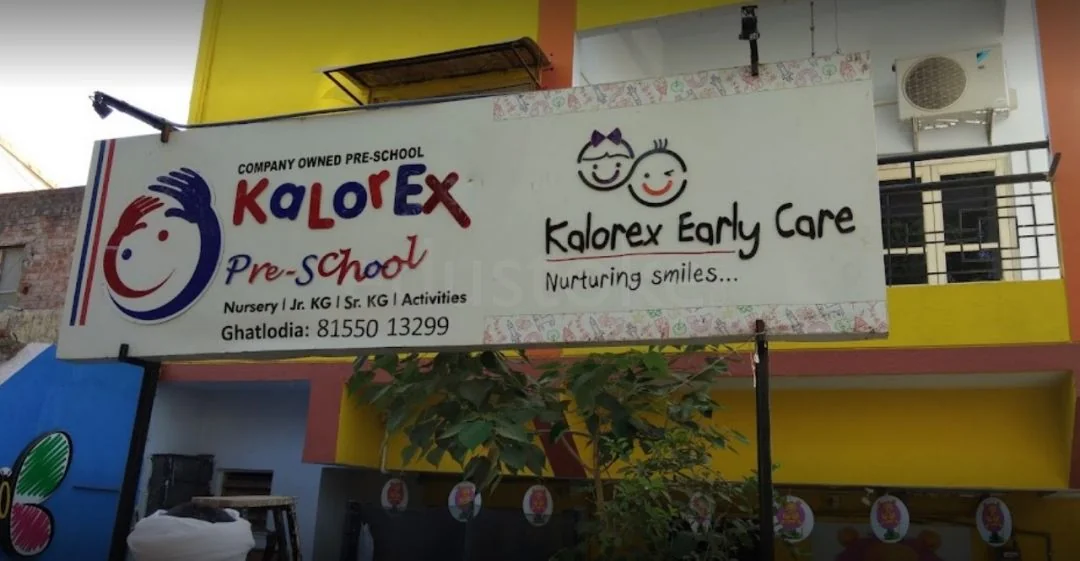 COMPANY OWNED PRE-SCHOOL
KaLorEx
Pre-School
Nursery | Jr. KG | Sr. KG | Activities
Ghatlodia: 81550 13299
Kalorex Early Care
Nurturing smiles...